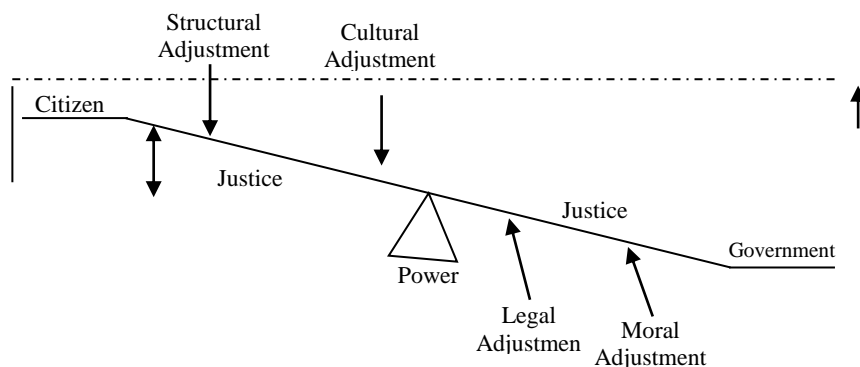 Structural
Adjustment
Cultural
Adjustment
Citizen
Justice
Justice
Government
Power
Legal
Adjustmen
Moral
Adjustment